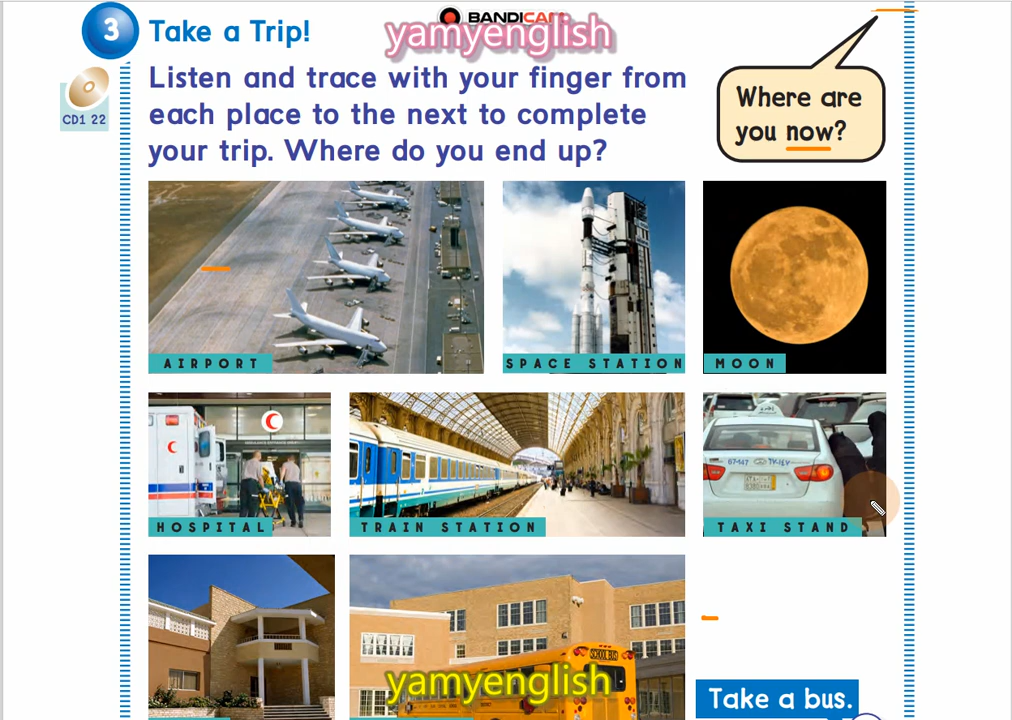 3 Take a Trip!
BANDICAM
yamyenglish
Listen and trace with your finger from
each place to the next to complete
your trip. Where do you end up?
CD1 22
Where are
you now?
AIRPORT
SPACE STATION
MOON
HOSPITAL
TRAIN STATION
TAXI STAND
SCHOOL BUS
yamyenglish
Take a bus.